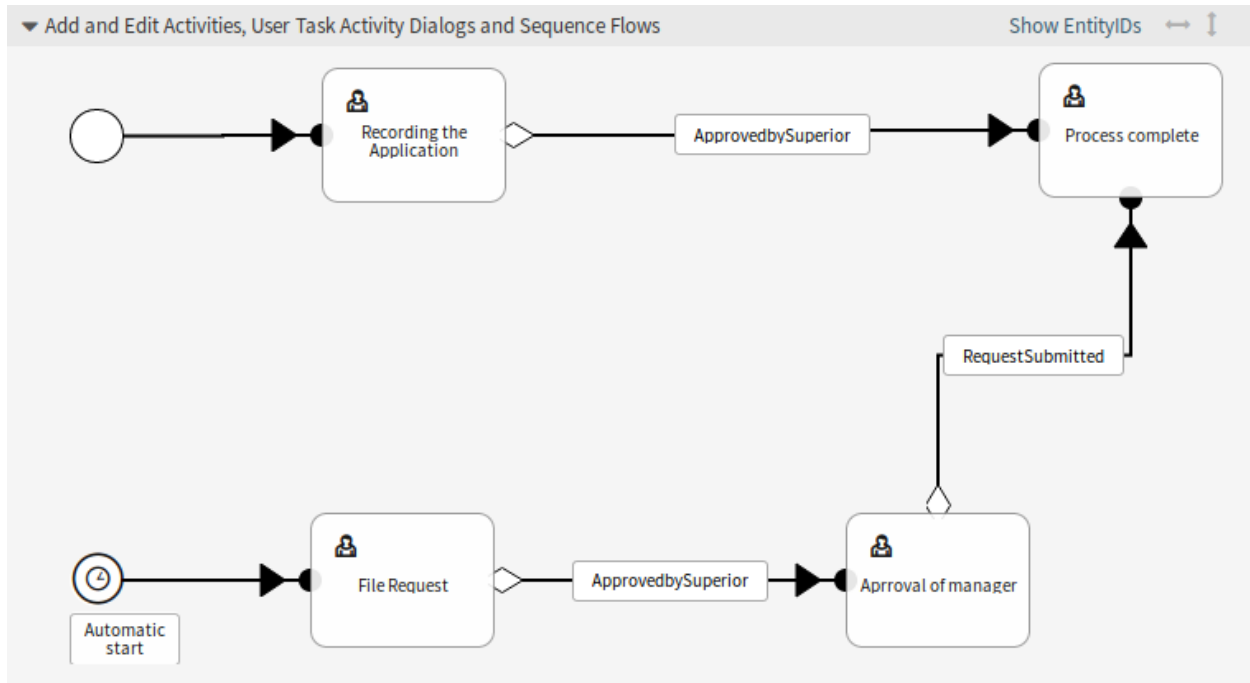 Add and Edit Activities, User Task Activity Dialogs and Sequence Flows
Show EntityIDs
Recording the
Application
ApprovedbySuperior
Process complete
RequestSubmitted
File Request
ApprovedbySuperior
Aprroval of manager
Automatic
start